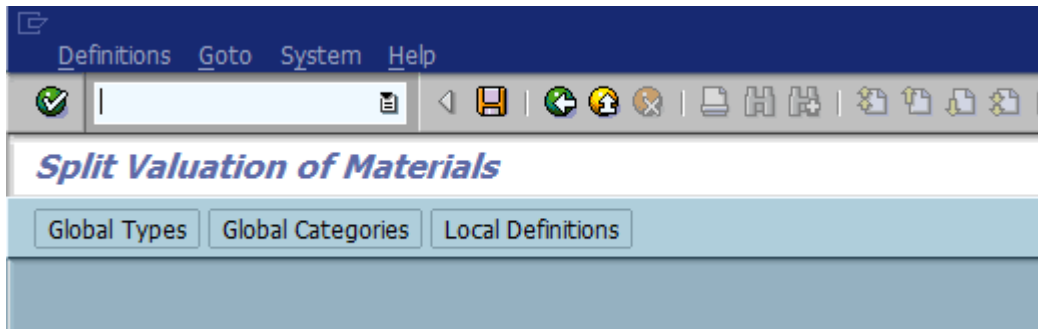 Definitions Goto System Help
Split Valuation of Materials
Global Types Global Categories Local Definitions